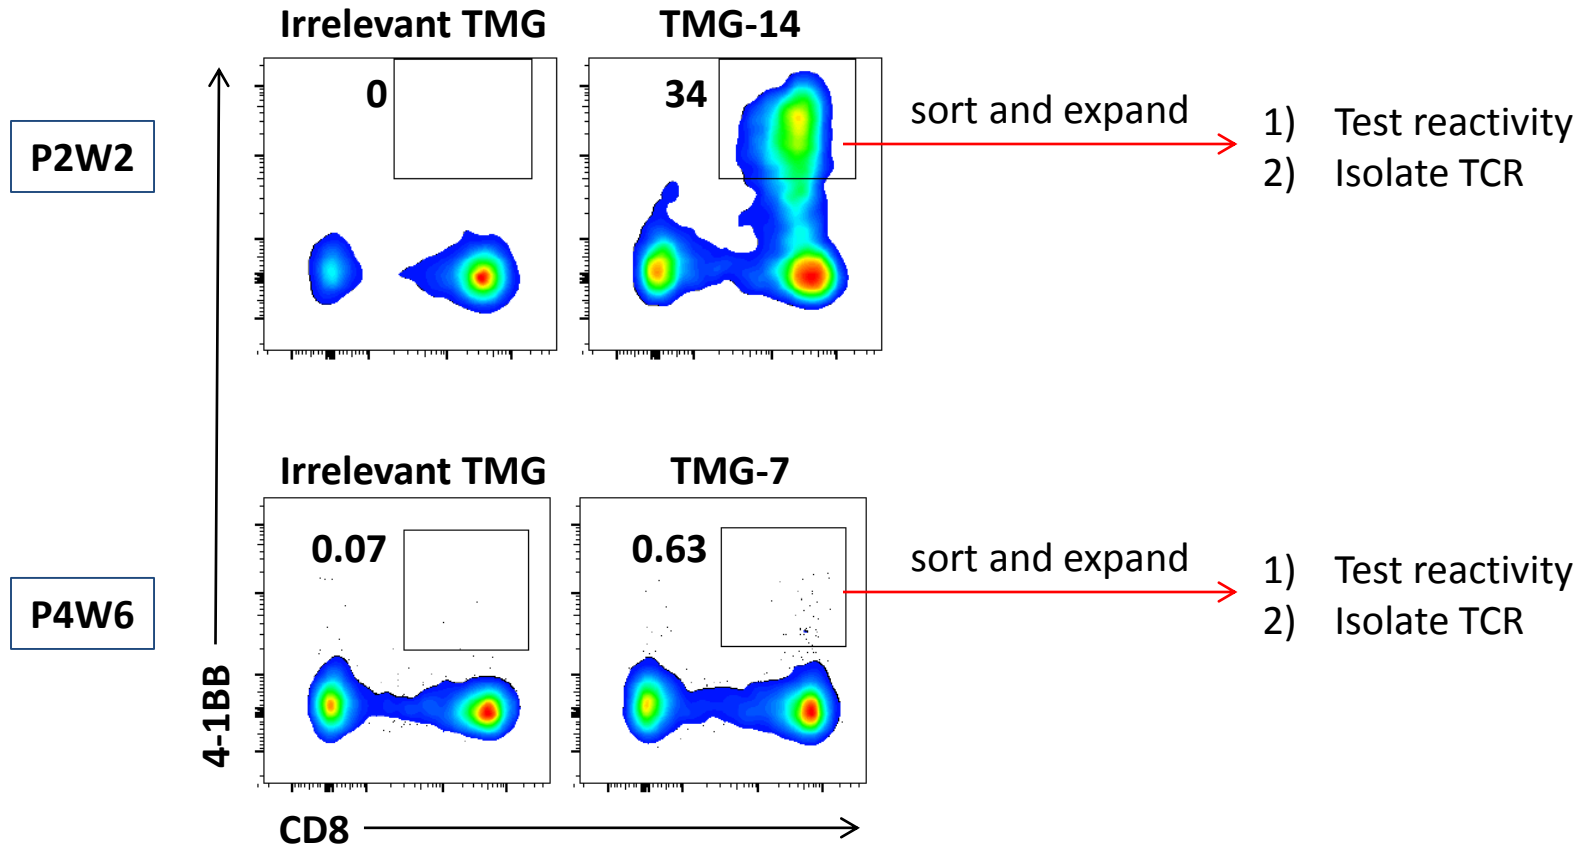 Irrelevant TMG
TMG-14
P2W2
0
34
sort and expand
1) Test reactivity
2) Isolate TCR
Irrelevant TMG
TMG-7
P4W6
0.07
0.63
sort and expand
1) Test reactivity
2) Isolate TCR
4-1BB
CD8